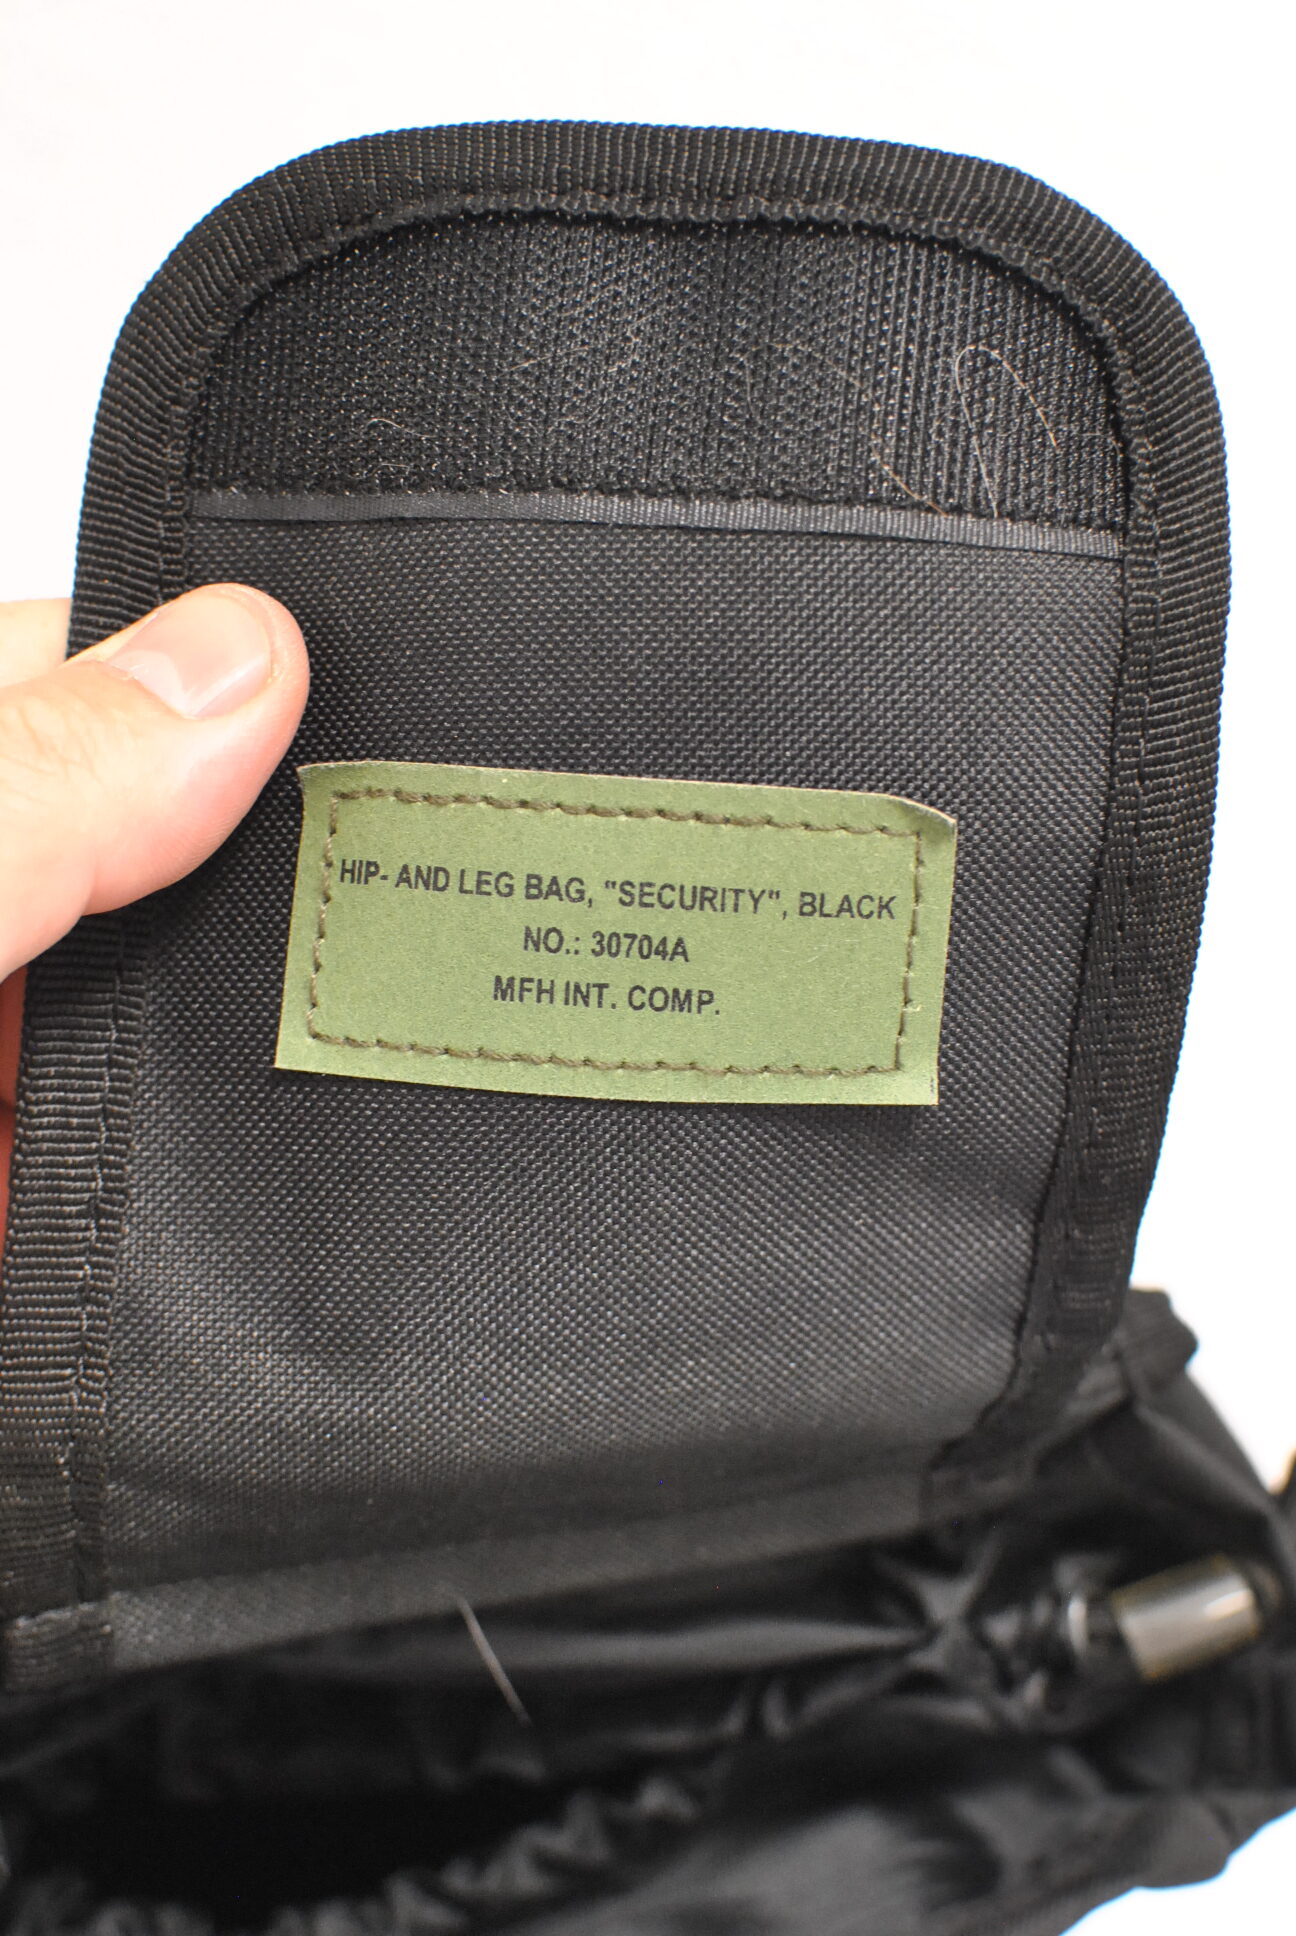 HIP- AND LEG BAG, "SECURITY", BLACK
NO.: 30704A
MFH INT. COMP.